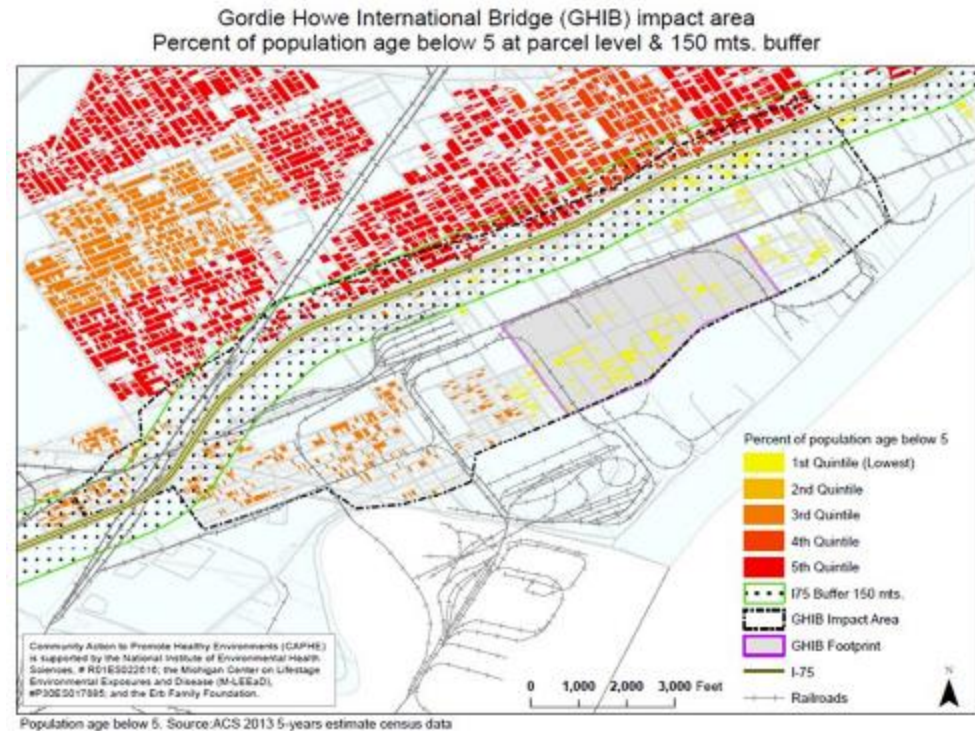 Gordie Howe International Bridge (GHIB) impact area
Percent of population age below 5 at parcel level & 150 mts. buffer
Percent of population age below 5
1st Quintile (Lowest)
2nd Quintile
3rd Quintile
4th Quintile
5th Quintile
I75 Buffer 150 mts.
GHIB Impact Area
GHIB Footprint
I-75
Railroads
N
Community Action to Promote Healthy Environments (CAPHE)
is supported by the National Institute of Environmental Health
Sciences, # R01ES022616; the Michigan Center on Lifestage
Environmental Exposures and Disease (M-LEEaD),
and the Erb Family Foundation.
0 1,000 2,000 3,000 Feet
Population age below 5. Source:ACS 2013 5-years estimate census data